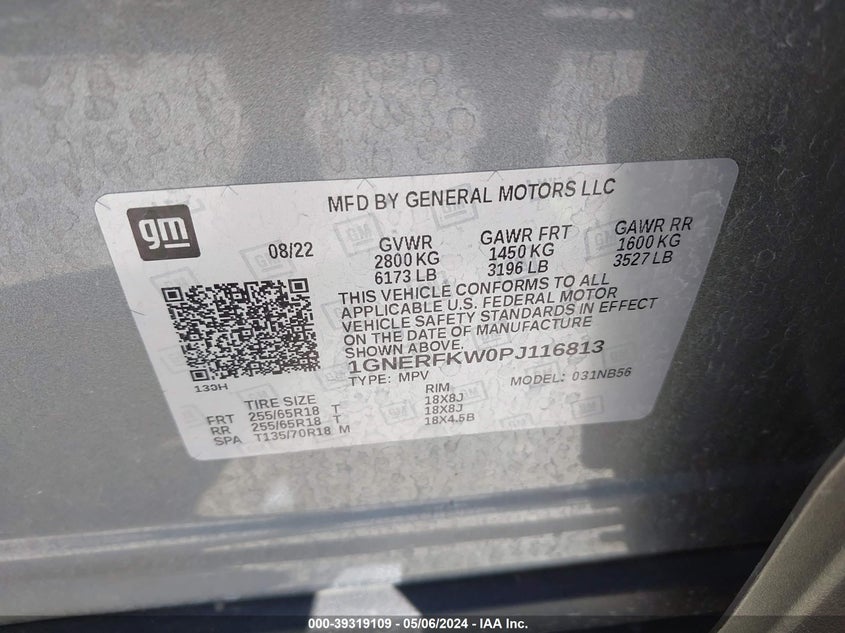 MFD BY GENERAL MOTORS LLC
gm
08/22
GVWR
2800 KG
6173 LB
GAWR FRT
1450 KG
3196 LB
GAWR RR
1600 KG
3527 LB
THIS VEHICLE CONFORMS TO ALL
APPLICABLE U.S. FEDERAL MOTOR
VEHICLE SAFETY STANDARDS IN EFFECT
ON THE DATE OF MANUFACTURE
SHOWN ABOVE.
1GNERFKW0PJ116813
TYPE: MPV MODEL: 031NB56
133H
TIRE SIZE RIM
FRT 255/65R18 T 18X8J
RR 255/65R18 T 18X8J
SPA T135/70R18 M 18X4.5B
000-39319109 - 05/06/2024 - IAA Inc.